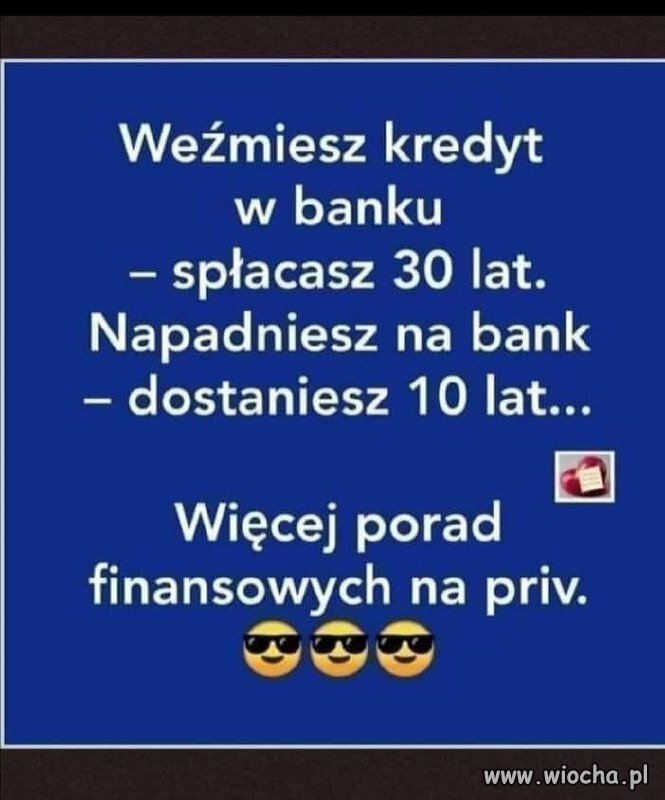 Weźmiesz kredyt
w banku
– spłacasz 30 lat.
Napadniesz na bank
– dostaniesz 10 lat...
Więcej porad
finansowych na priv.
😎😎😎
www.wiocha.pl